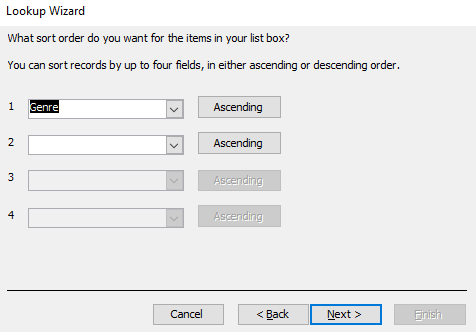 Lookup Wizard
What sort order do you want for the items in your list box?
You can sort records by up to four fields, in either ascending or descending order.
1 Genre Ascending
2 Ascending
3 Ascending
4 Ascending
Cancel < Back Next > Finish